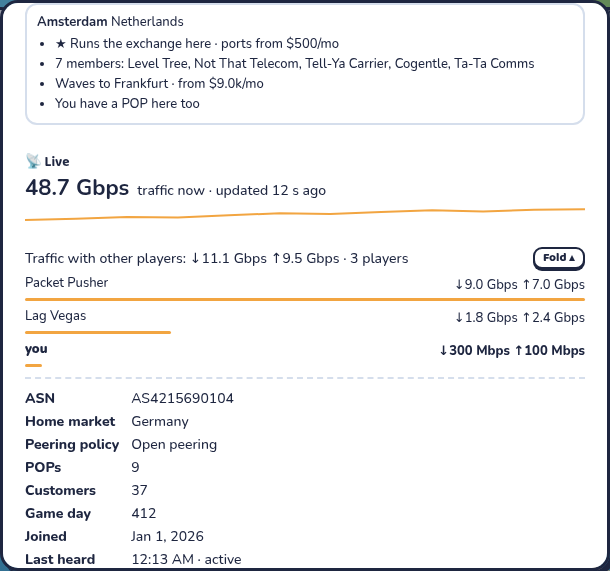 Amsterdam Netherlands
★ Runs the exchange here · ports from $500/mo
7 members: Level Tree, Not That Telecom, Tell-Ya Carrier, Cogentle, Ta-Ta Comms
Waves to Frankfurt · from $9.0k/mo
You have a POP here too
📡 Live
48.7 Gbps traffic now · updated 12 s ago
Traffic with other players: ↓11.1 Gbps ↑9.5 Gbps · 3 players Fold ▴
Packet Pusher ↓9.0 Gbps ↑7.0 Gbps
Lag Vegas ↓1.8 Gbps ↑2.4 Gbps
you ↓300 Mbps ↑100 Mbps
ASN AS4215690104
Home market Germany
Peering policy Open peering
POPs 9
Customers 37
Game day 412
Joined Jan 1, 2026
Last heard 12:13 AM · active